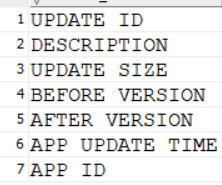 1 UPDATE ID
2 DESCRIPTION
3 UPDATE SIZE
4 BEFORE VERSION
5 AFTER VERSION
6 APP UPDATE TIME
7 APP ID